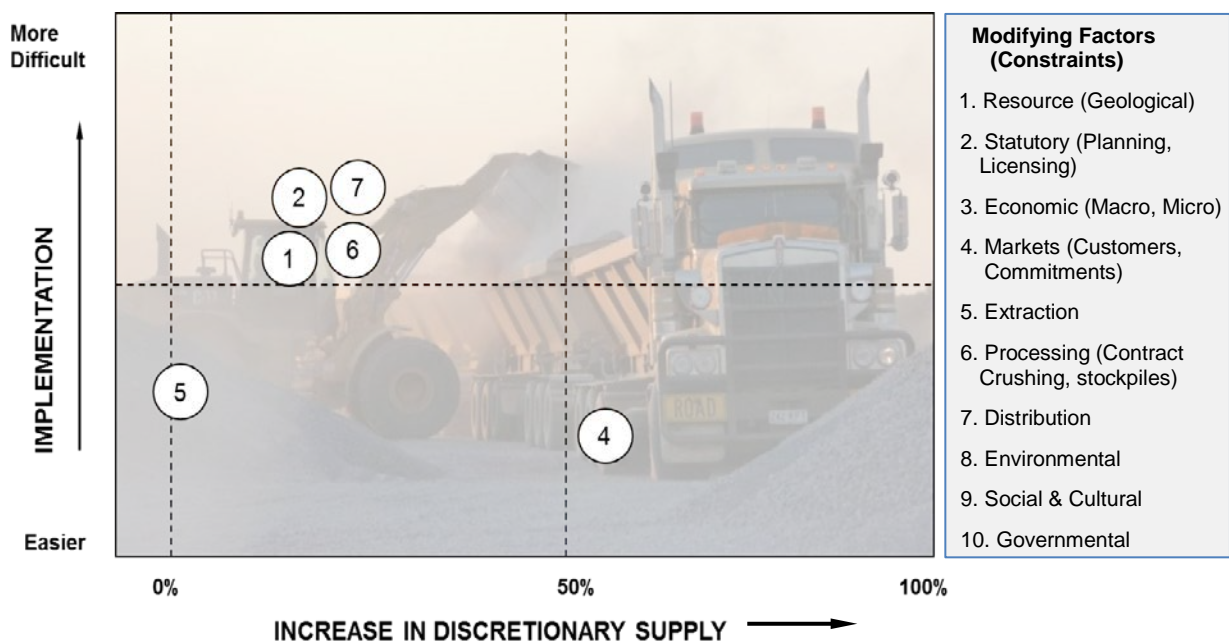 More
Difficult
IMPLEMENTATION
Easier
2
7
1
6
5
4
ROAD
0%
50%
100%
INCREASE IN DISCRETIONARY SUPPLY
Modifying Factors
(Constraints)
1. Resource (Geological)
2. Statutory (Planning,
Licensing)
3. Economic (Macro, Micro)
4. Markets (Customers,
Commitments)
5. Extraction
6. Processing (Contract
Crushing, stockpiles)
7. Distribution
8. Environmental
9. Social & Cultural
10. Governmental